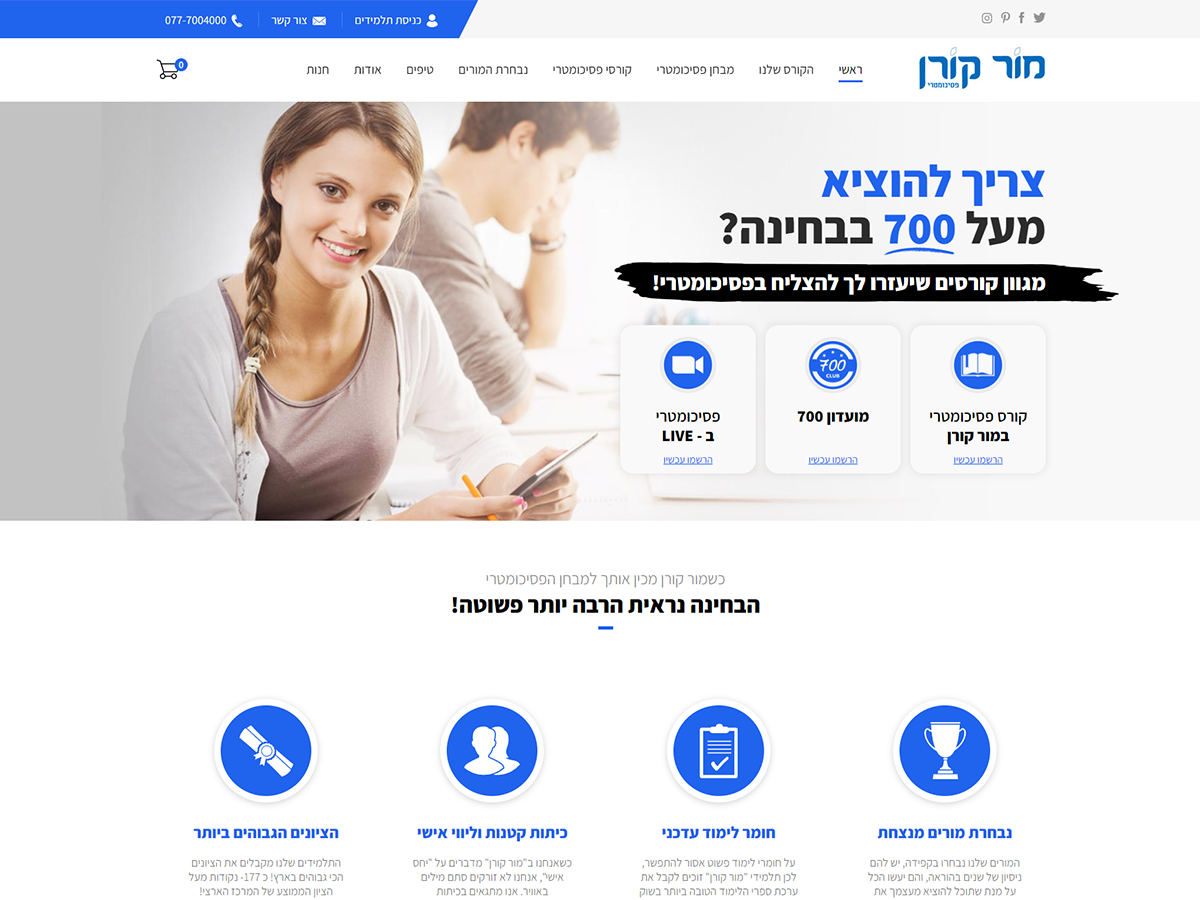 כניסת תלמידים
צור קשר
077-7004000
מור קורן
פסיכומטרי
ראשי
הקורס שלנו
מבחן פסיכומטרי
קורסי פסיכומטרי
נבחרת המורים
טיפים
אודות
חנות
0
צריך להוציא
מעל 700 בבחינה?
מגוון קורסים שיעזרו לך להצליח בפסיכומטרי!
קורס פסיכומטרי
במור קורן
הרשמו עכשיו
700
CLUB
מועדון 700
הרשמו עכשיו
פסיכומטרי
ב - LIVE
הרשמו עכשיו
כשמור קורן מכין אותך למבחן הפסיכומטרי
הבחינה נראית הרבה יותר פשוטה!
נבחרת מורים מנצחת
המורים שלנו נבחרו בקפידה, יש להם
ניסיון של שנים בהוראה, והם יעשו הכל
על מנת שתוכל להוציא מעצמך את
חומר לימוד עדכני
על חומרי לימוד פשוט אסור להתפשר,
לכן תלמידי "מור קורן" זוכים לקבל את
ערכת ספרי הלימוד הטובה ביותר בשוק
כיתות קטנות וליווי אישי
כשאנחנו ב"מור קורן" מדברים על "יחס
אישי", אנחנו לא זורקים סתם מילים
באוויר. אנו מתגאים בכיתות
הציונים הגבוהים ביותר
התלמידים שלנו מקבלים את הציונים
הכי גבוהים בארץ! כ 177- נקודות מעל
הציון הממוצע של המרכז הארצי!